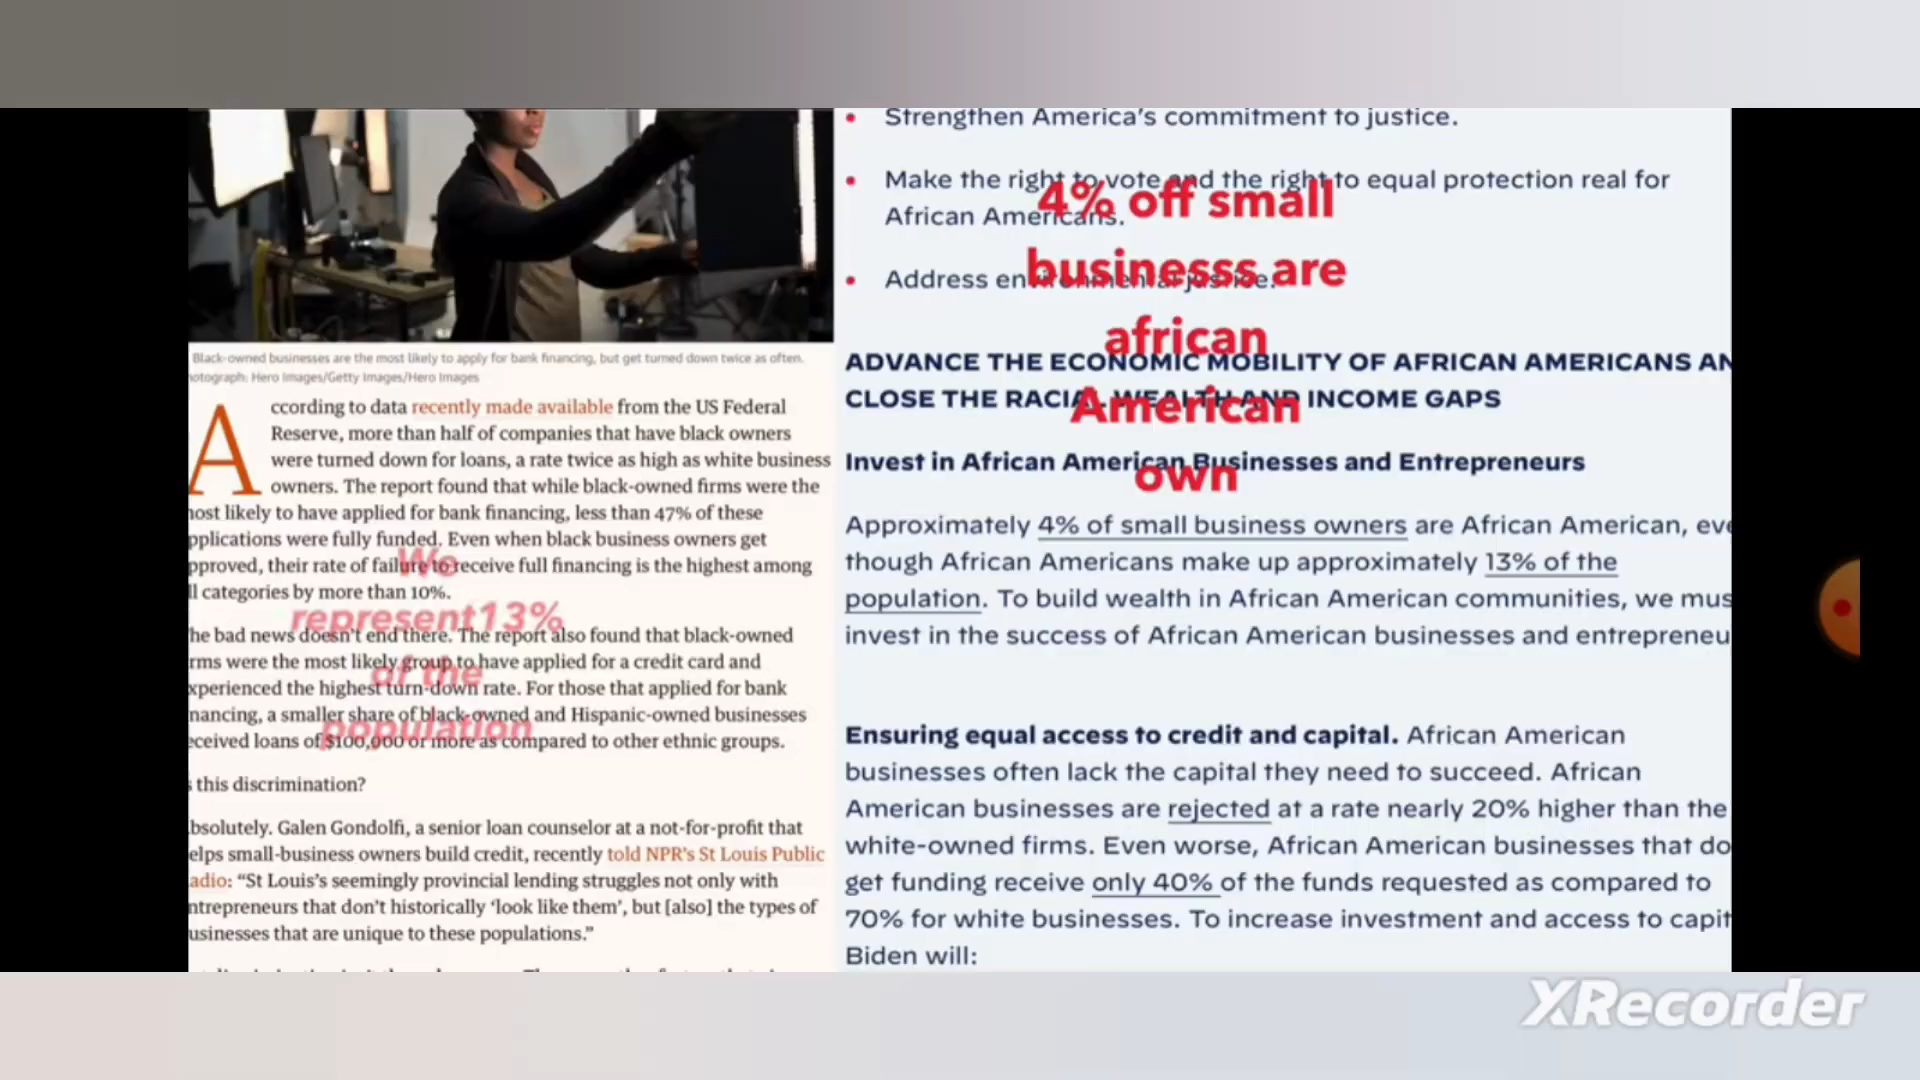 Black-owned businesses are the most likely to apply for bank financing, but get turned down twice as often.
otograph: Hero Images/Getty Images/Hero Images
According to data recently made available from the US Federal
Reserve, more than half of companies that have black owners
were turned down for loans, a rate twice as high as white business
owners. The report found that while black-owned firms were the
ost likely to have applied for bank financing, less than 47% of these
pplications were fully funded. Even when black business owners get
pproved, their rate of failure to receive full financing is the highest among
ll categories by more than 10%.
he bad news doesn't end there. The report also found that black-owned
rms were the most likely group to have applied for a credit card and
xperienced the highest turn-down rate. For those that applied for bank
nancing, a smaller share of black-owned and Hispanic-owned businesses
eceived loans of $100,000 or more as compared to other ethnic groups.
s this discrimination?
bsolutely. Galen Gondolfi, a senior loan counselor at a not-for-profit that
elps small-business owners build credit, recently told NPR's St Louis Public
adio: “St Louis's seemingly provincial lending struggles not only with
ntrepreneurs that don't historically ‘look like them’, but [also] the types of
usinesses that are unique to these populations.”
We
represent13%
of the
population
Strengthen America's commitment to justice.
Make the right to vote and the right to equal protection real for
African Americans.
Address environmental justice.
ADVANCE THE ECONOMIC MOBILITY OF AFRICAN AMERICANS AN
CLOSE THE RACIAL WEALTH AND INCOME GAPS
Invest in African American Businesses and Entrepreneurs
Approximately 4% of small business owners are African American, eve
though African Americans make up approximately 13% of the
population. To build wealth in African American communities, we mus
invest in the success of African American businesses and entrepreneu
Ensuring equal access to credit and capital. African American
businesses often lack the capital they need to succeed. African
American businesses are rejected at a rate nearly 20% higher than the
white-owned firms. Even worse, African American businesses that do
get funding receive only 40% of the funds requested as compared to
70% for white businesses. To increase investment and access to capit
Biden will:
4% off small
businesss are
african
American
own
XRecorder